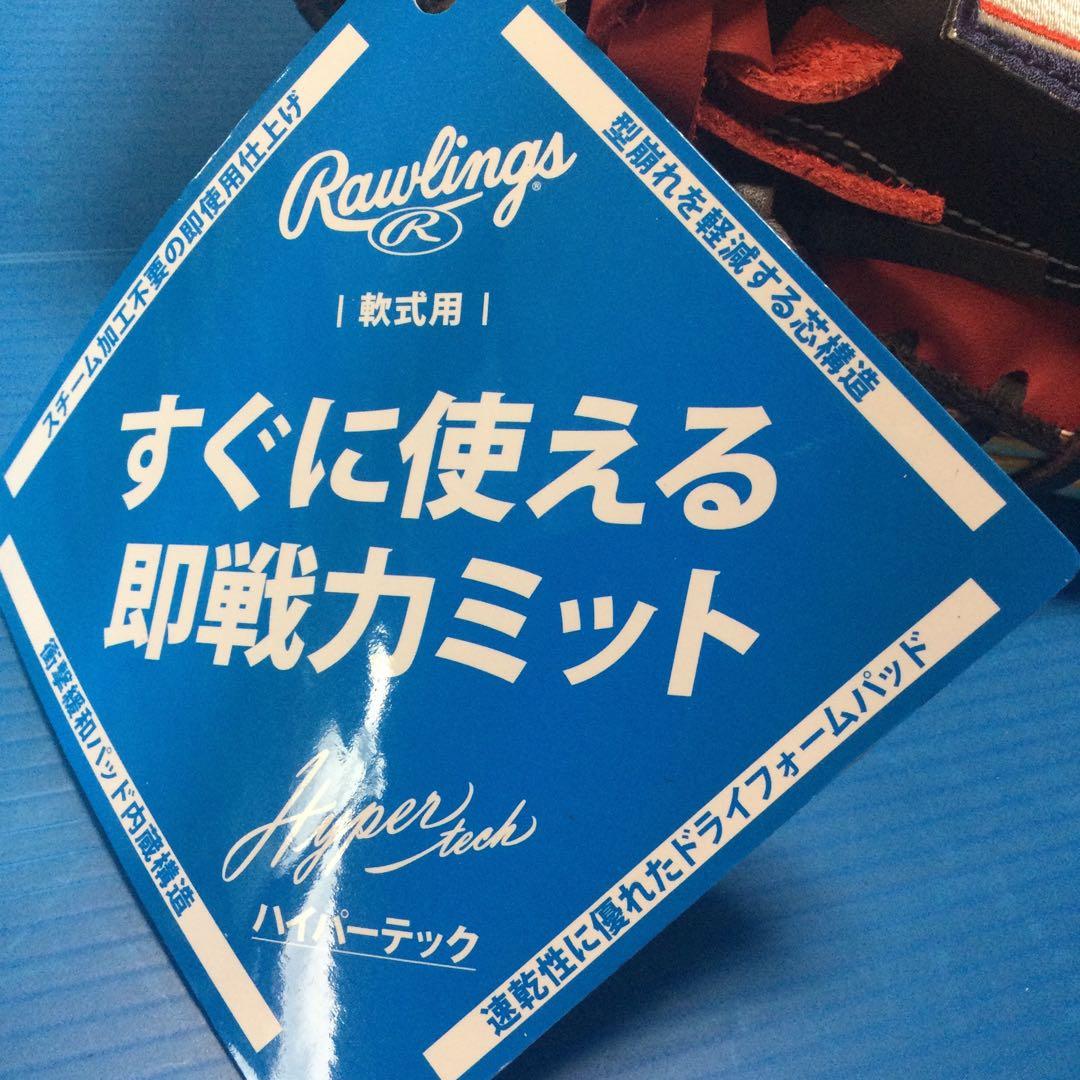 スチーム加工不要の即使用仕上げ
型崩れを軽減する芯構造
Rawlings®
R
| 軟式用 |
すぐに使える
即戦力ミット
Hyper tech
ハイパーテック
衝撃緩和パッド内蔵構造
速乾性に優れたドライフォームパッド